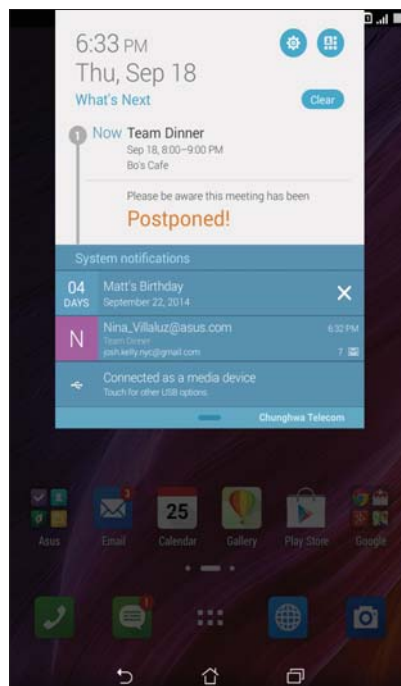 6:33 PM
Thu, Sep 18
What's Next
Clear
1 Now Team Dinner
Sep 18, 8:00–9:00 PM
Bo's Cafe
Please be aware this meeting has been
Postponed!
System notifications
04 DAYS
Matt's Birthday
September 22, 2014
N
Nina_Villaluz@asus.com 6:32 PM
Team Dinner
josh.kelly.nyc@gmail.com 7
Connected as a media device
Touch for other USB options
Chunghwa Telecom
3
25
Asus Email Calendar Gallery Play Store Google
1